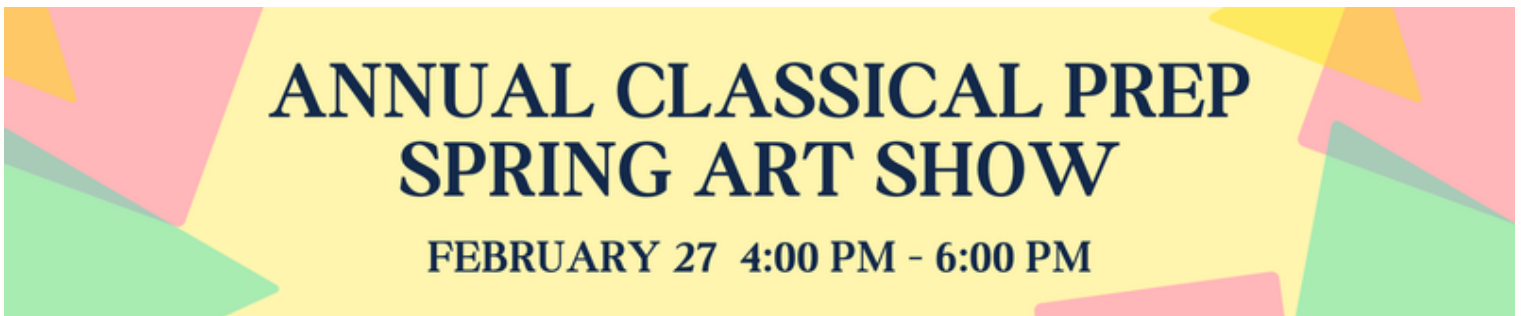 ANNUAL CLASSICAL PREP
SPRING ART SHOW
FEBRUARY 27 4:00 PM - 6:00 PM